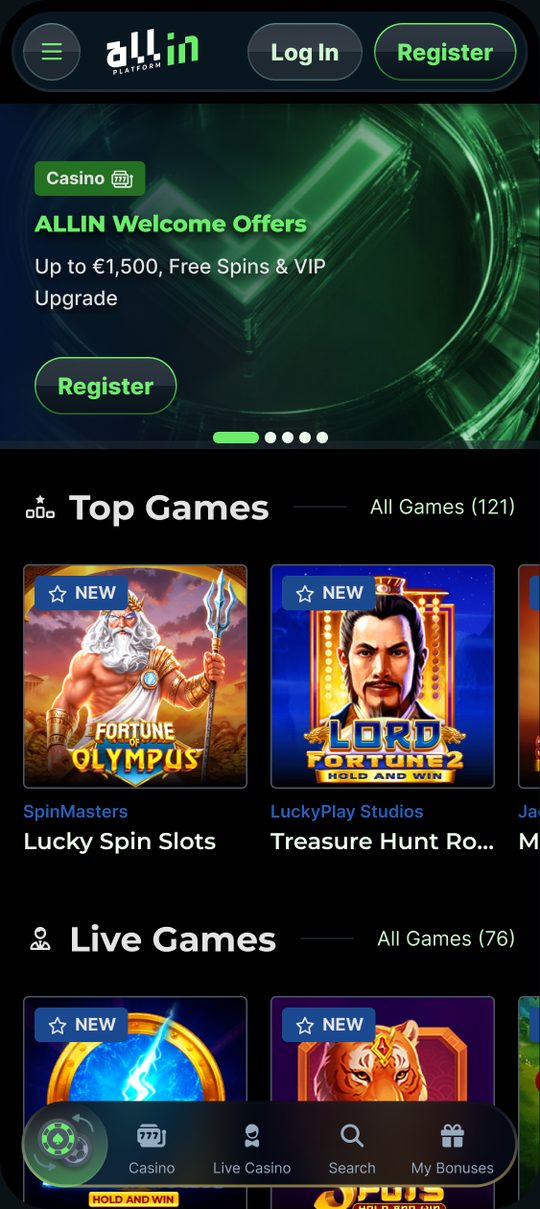 allin
PLATFORM
Log In
Register
Casino
ALLIN Welcome Offers
Up to €1,500, Free Spins & VIP
Upgrade
Register
Top Games
All Games (121)
NEW
NEW
FORTUNE
OF
OLYMPUS
LORD
FORTUNE 2
HOLD AND WIN
SpinMasters
LuckyPlay Studios
Ja
Lucky Spin Slots
Treasure Hunt Ro...
M
Live Games
All Games (76)
NEW
NEW
777
Casino
Live Casino
Search
My Bonuses
HOLD AND WIN